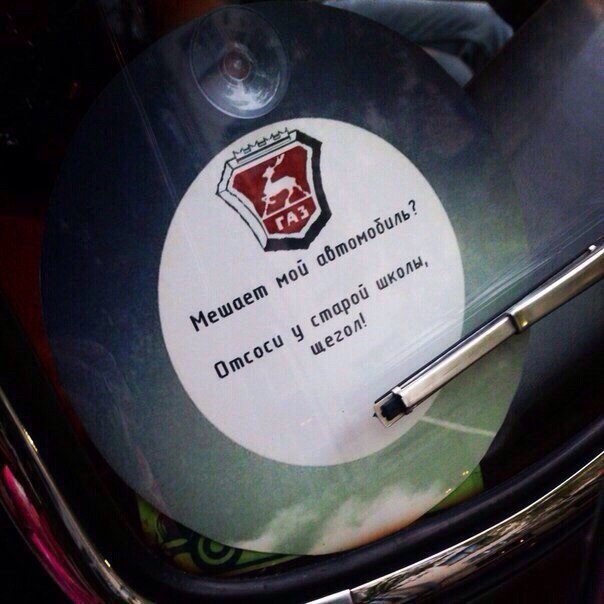 ГАЗ
Мешает мой автомобиль?
Отсоси у старой школы,
щегол!